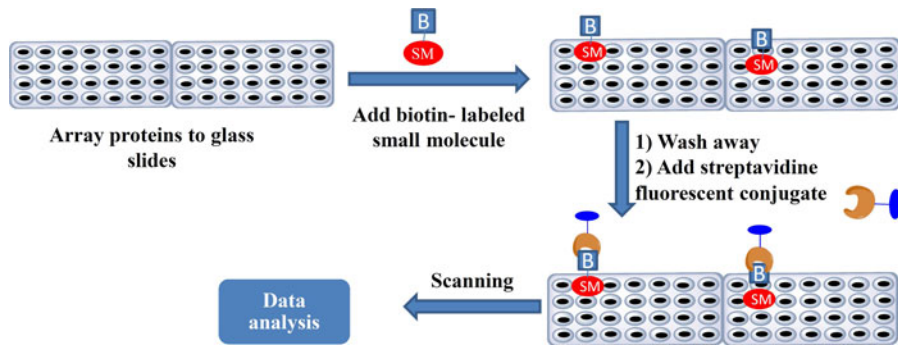 B
SM
Array proteins to glass
slides
Add biotin- labeled
small molecule
SM
B
SM
1) Wash away
2) Add streptavidine
fluorescent conjugate
B
SM
B
SM
Scanning
Data
analysis